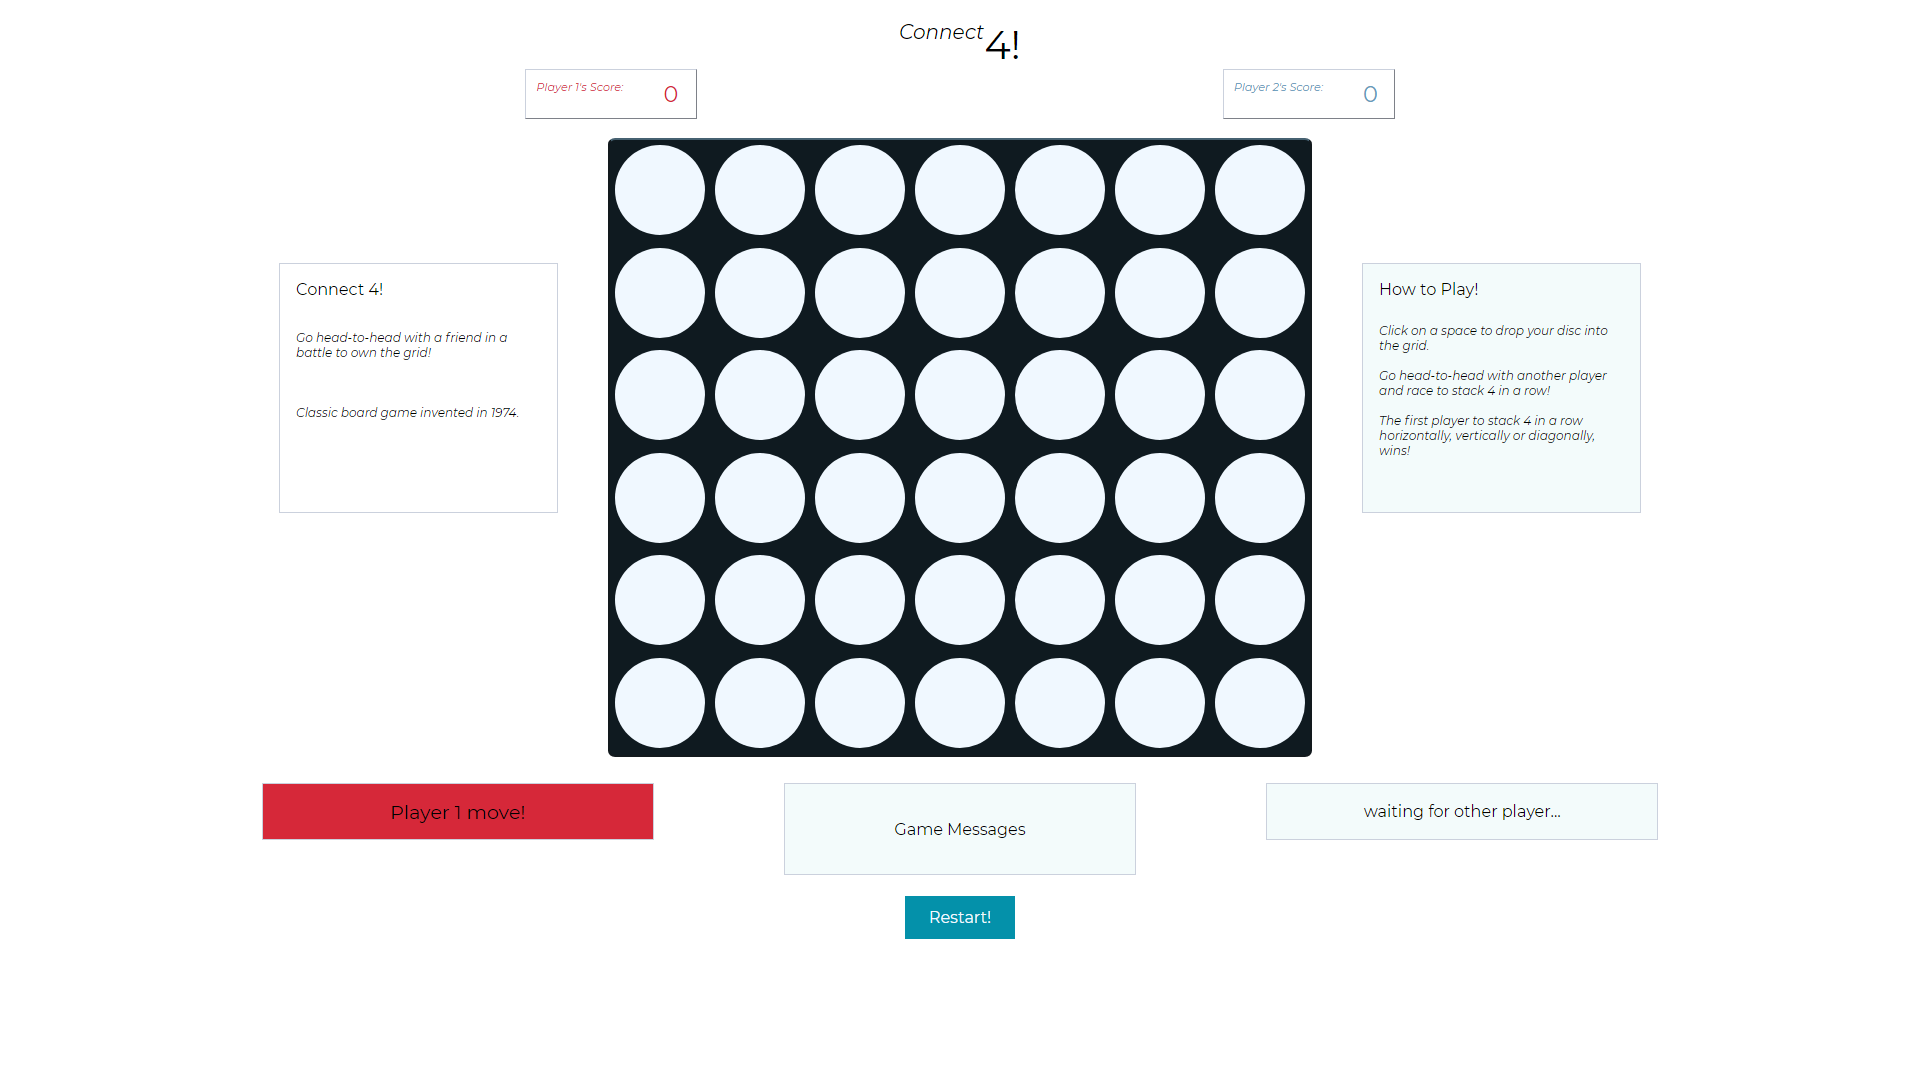 Connect 4!
Player 1's Score: 0
Player 2's Score: 0
Connect 4!
Go head-to-head with a friend in a
battle to own the grid!
Classic board game invented in 1974.
How to Play!
Click on a space to drop your disc into
the grid.
Go head-to-head with another player
and race to stack 4 in a row!
The first player to stack 4 in a row
horizontally, vertically or diagonally,
wins!
Player 1 move!
Game Messages
waiting for other player...
Restart!